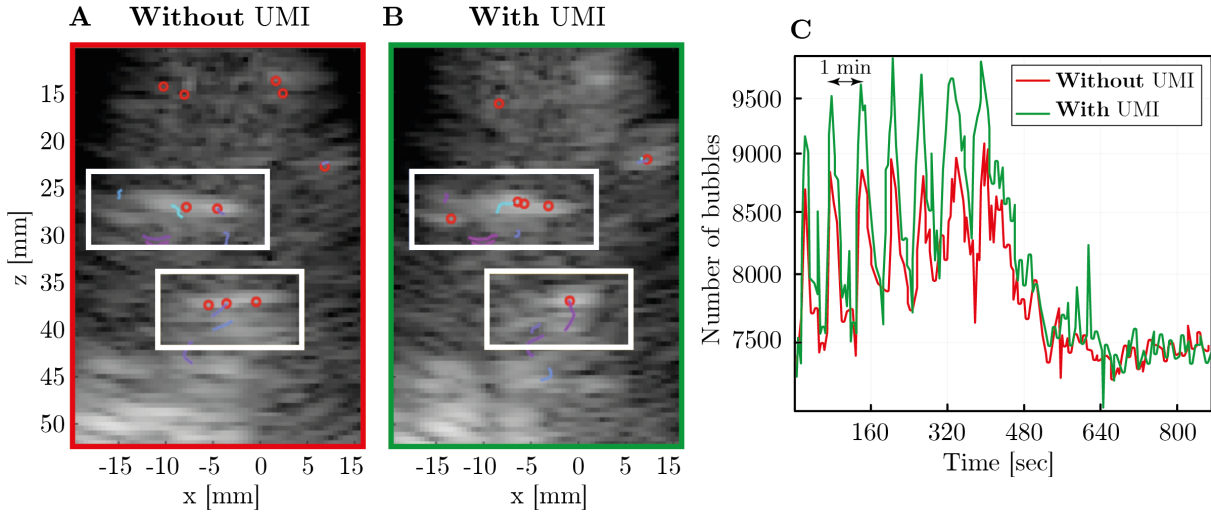 A Without UMI
B With UMI
C
z [mm]
15
20
25
30
35
40
45
50
-15 -10 -5 0 5 15
x [mm]
-15 -10 -5 0 5 15
x [mm]
1 min
Without UMI
With UMI
Number of bubbles
9500
9000
8500
8000
7500
160 320 480 640 800
Time [sec]